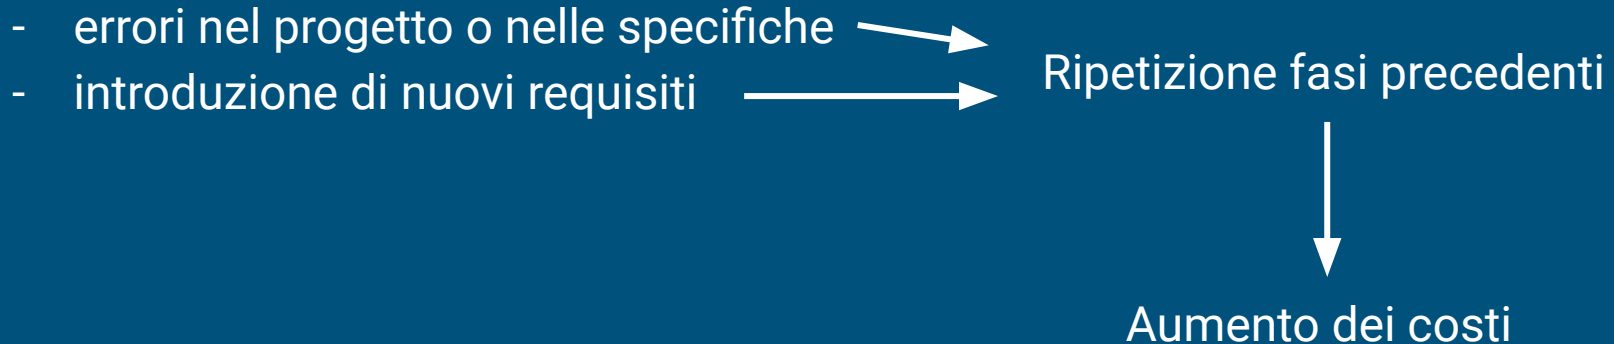 - errori nel progetto o nelle specifiche
- introduzione di nuovi requisiti
Ripetizione fasi precedenti
Aumento dei costi